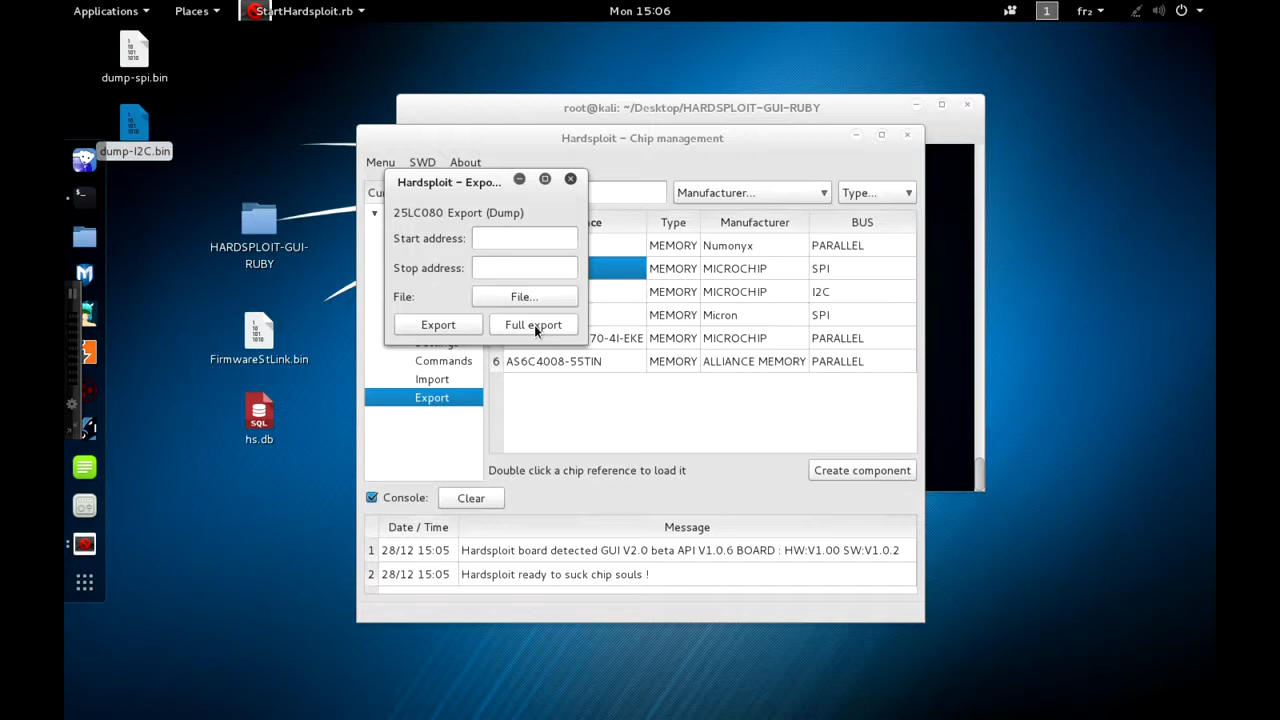 Applications Places StartHardsploit.rb Mon 15:06 1 fr₂
dump-spi.bin
dump-I2C.bin
HARDSPLOIT-GUI-
RUBY
FirmwareStLink.bin
hs.db
SQL
root@kali: ~/Desktop/HARDSPLOIT-GUI-RUBY
Hardsploit – Chip management
Menu SWD About
Manufacturer... Type...
Hardsploit – Expo...
25LC080 Export (Dump)
Start address:
Stop address:
File: File...
Export Full export
Type Manufacturer BUS
MEMORY Numonyx PARALLEL
MEMORY MICROCHIP SPI
MEMORY MICROCHIP I2C
MEMORY Micron SPI
70-4I-EKE MEMORY MICROCHIP PARALLEL
6 AS6C4008-55TIN MEMORY ALLIANCE MEMORY PARALLEL
Commands
Import
Export
Double click a chip reference to load it Create component
Console: Clear
Date / Time Message
1 28/12 15:05 Hardsploit board detected GUI V2.0 beta API V1.0.6 BOARD : HW:V1.00 SW:V1.0.2
2 28/12 15:05 Hardsploit ready to suck chip souls !